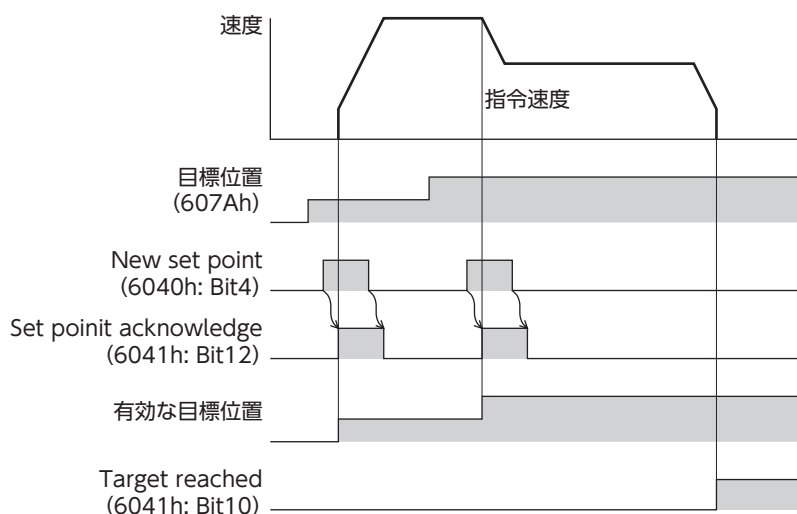 速度
指令速度
目標位置
(607Ah)
New set point
(6040h: Bit4)
Set poinit acknowledge
(6041h: Bit12)
有効な目標位置
Target reached
(6041h: Bit10)